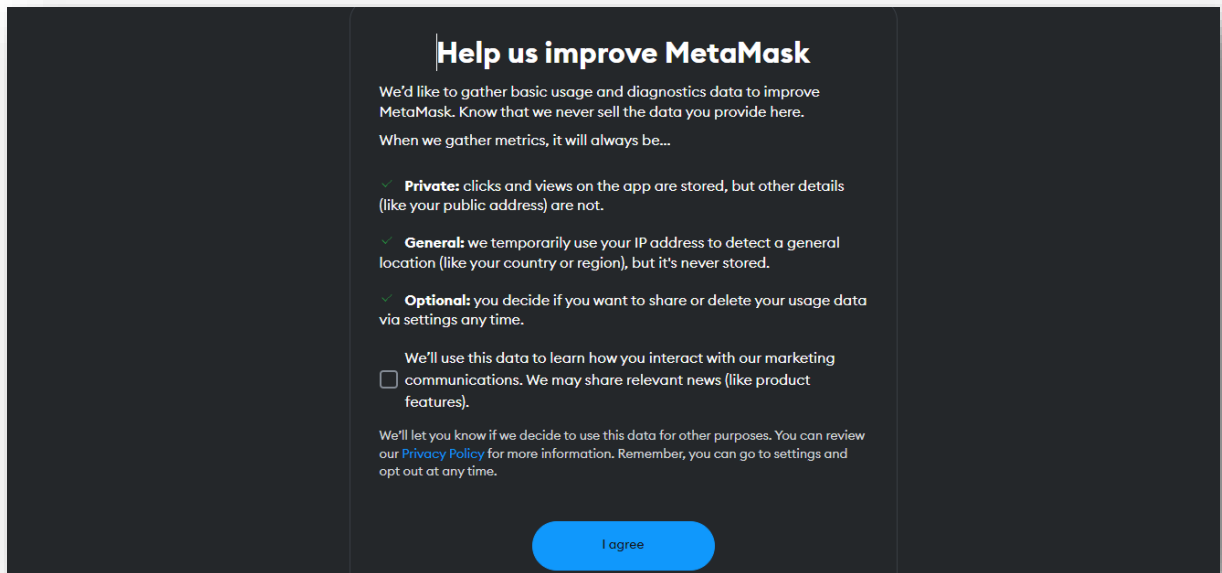 Help us improve MetaMask
We’d like to gather basic usage and diagnostics data to improve
MetaMask. Know that we never sell the data you provide here.
When we gather metrics, it will always be...
Private: clicks and views on the app are stored, but other details
(like your public address) are not.
General: we temporarily use your IP address to detect a general
location (like your country or region), but it's never stored.
Optional: you decide if you want to share or delete your usage data
via settings any time.
We’ll use this data to learn how you interact with our marketing
communications. We may share relevant news (like product
features).
We’ll let you know if we decide to use this data for other purposes. You can review
our Privacy Policy for more information. Remember, you can go to settings and
opt out at any time.
I agree